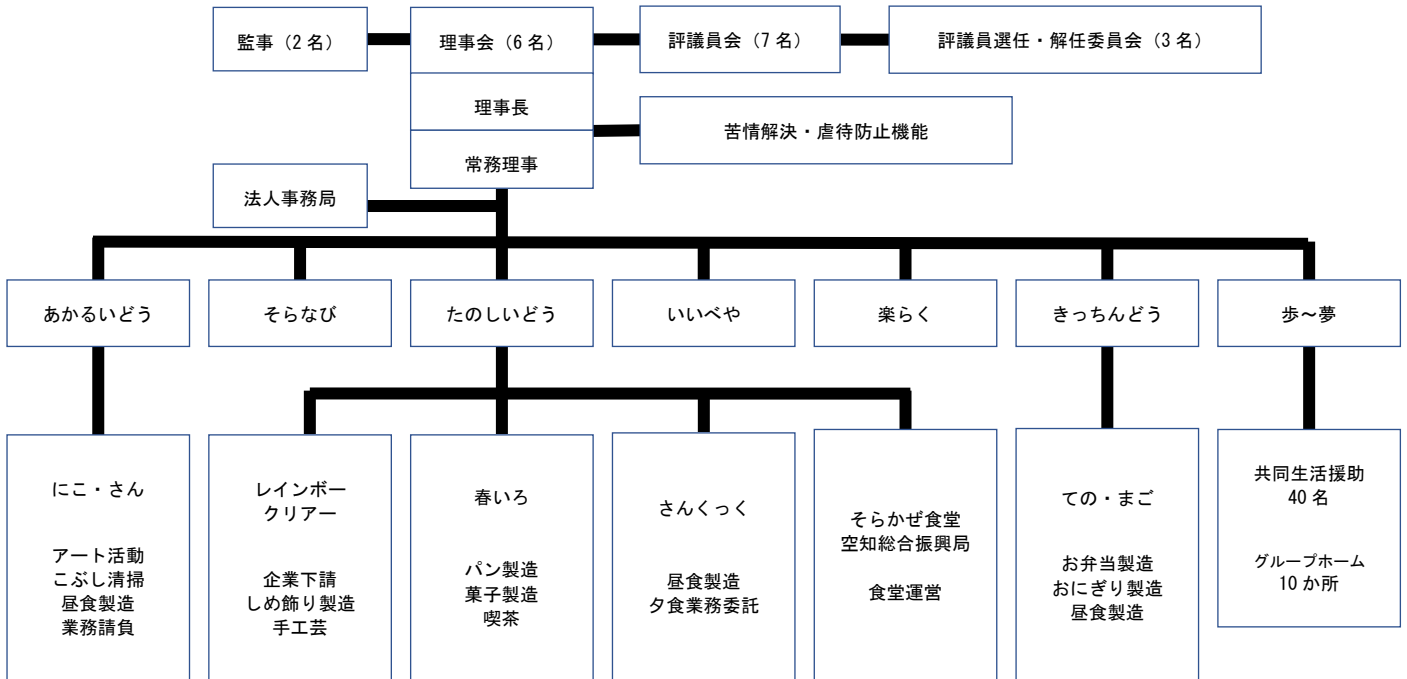 監事（2名）
理事会（6名）
評議員会（7名）
評議員選任・解任委員会（3名）
理事長
苦情解決・虐待防止機能
常務理事
法人事務局
あかるいどう
そらなび
たのしいどう
いいべや
楽らく
きっちんどう
歩～夢
にこ・さん
アート活動
こぶし清掃
昼食製造
業務請負
レインボー
クリアー
企業下請
しめ飾り製造
手工芸
春いろ
パン製造
菓子製造
喫茶
さんくっく
昼食製造
夕食業務委託
そらかぜ食堂
空知総合振興局
食堂運営
ての・まご
お弁当製造
おにぎり製造
昼食製造
共同生活援助
40名
グループホーム
10か所